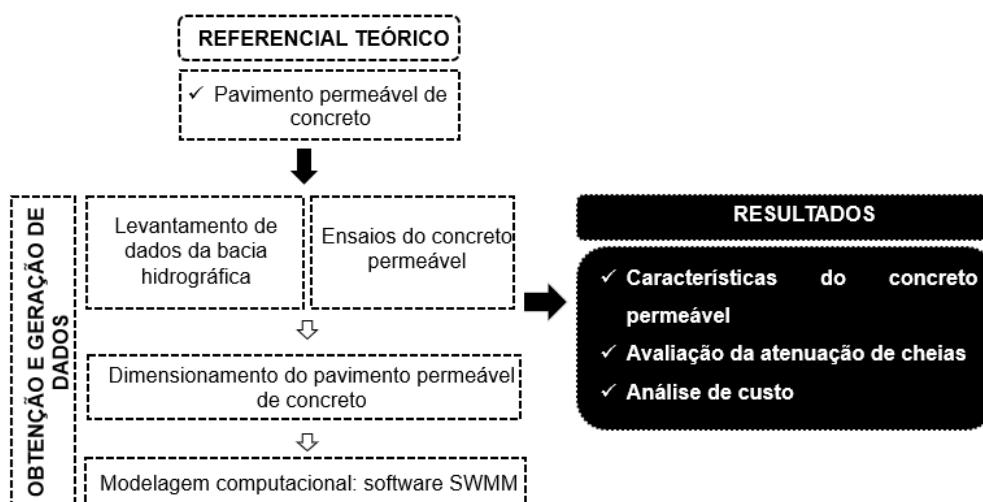 REFERENCIAL TEÓRICO
✓ Pavimento permeável de
concreto
OBTENÇÃO E GERAÇÃO DE
DADOS
Levantamento de
dados da bacia
hidrográfica
Ensaios do concreto
permeável
Dimensionamento do pavimento permeável
de concreto
Modelagem computacional: software SWMM
RESULTADOS
✓ Características do concreto
permeável
✓ Avaliação da atenuação de cheias
✓ Análise de custo